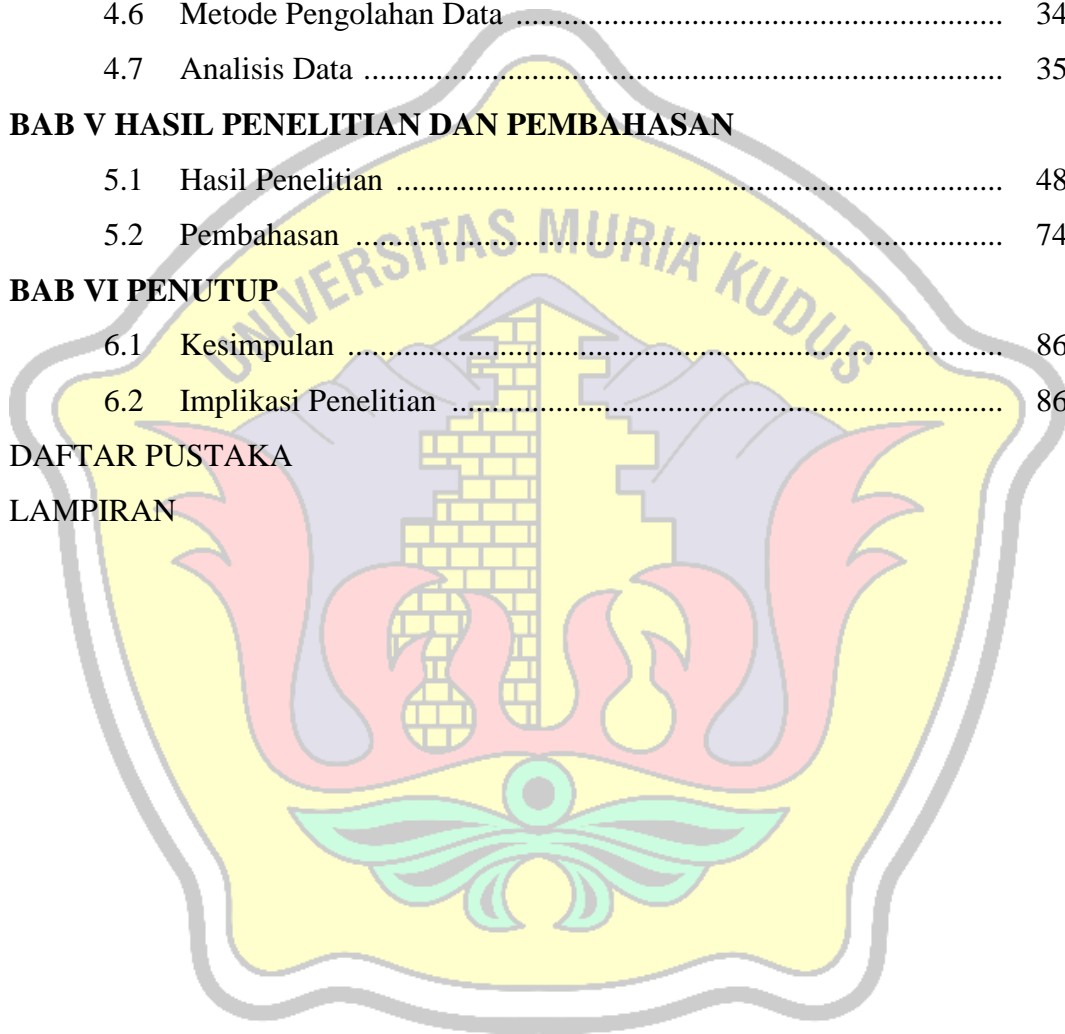 4.6 Metode Pengolahan Data ........................................................................ 34
4.7 Analisis Data ............................................................................................... 35
BAB V HASIL PENELITIAN DAN PEMBAHASAN
5.1 Hasil Penelitian .......................................................................................... 48
5.2 Pembahasan ................................................................................................ 74
UNIVERSITAS MURIA KUDUS
BAB VI PENUTUP
6.1 Kesimpulan ................................................................................................. 86
6.2 Implikasi Penelitian .................................................................................. 86
DAFTAR PUSTAKA
LAMPIRAN